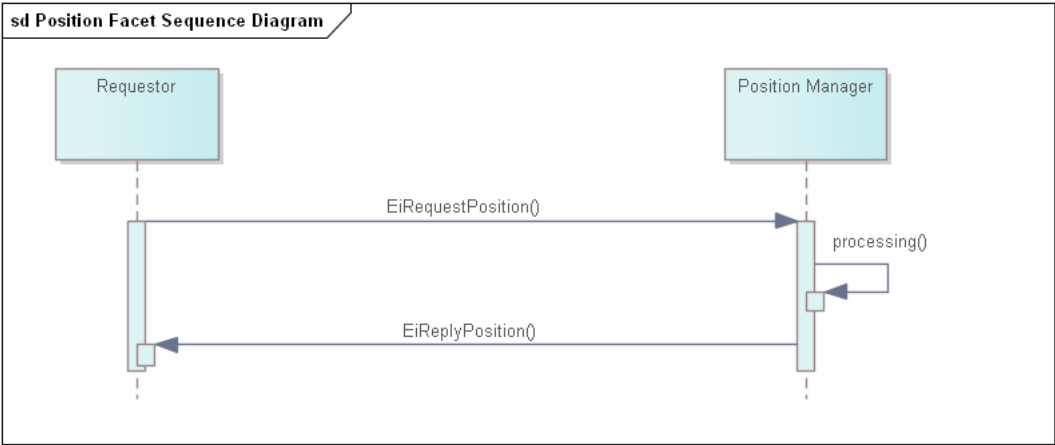 sd Position Facet Sequence Diagram
Requestor
Position Manager
EiRequestPosition()
processing()
EiReplyPosition()